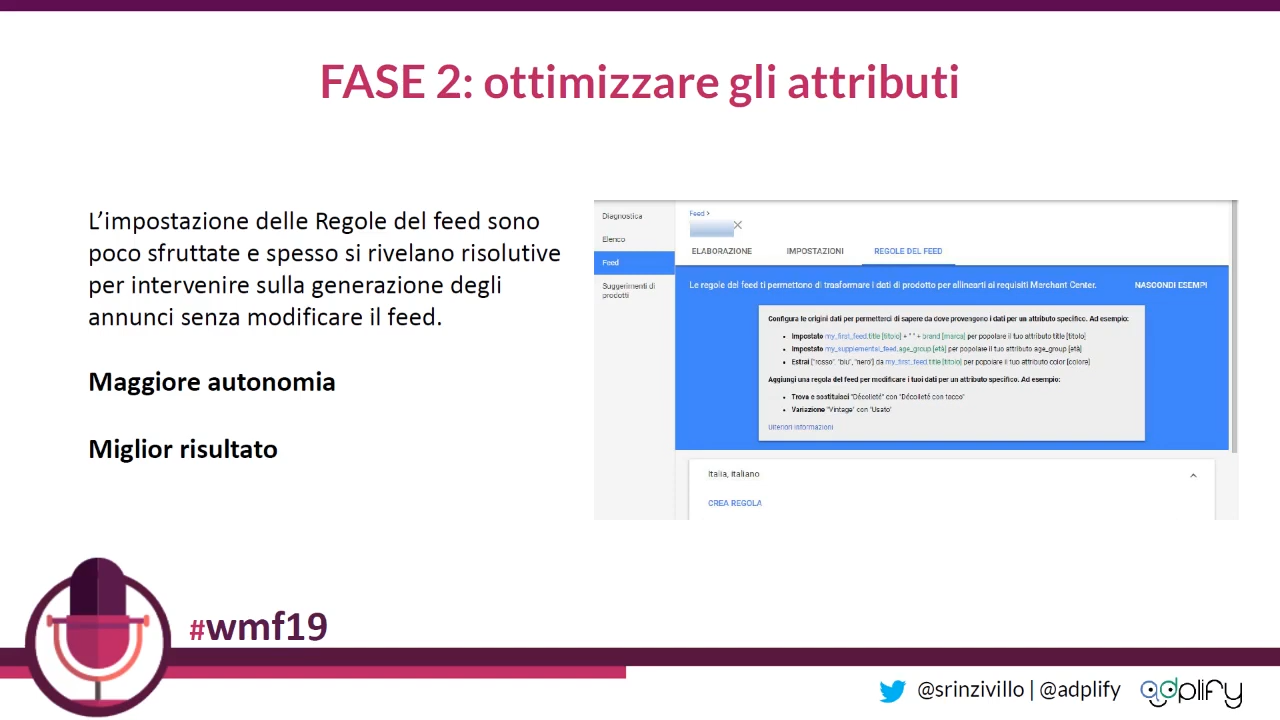 FASE 2: ottimizzare gli attributi
L’impostazione delle Regole del feed sono
poco sfruttate e spesso si rivelano risolutive
per intervenire sulla generazione degli
annunci senza modificare il feed.
Maggiore autonomia
Miglior risultato
Diagnostica
Elenco
Feed
Suggerimenti di
prodotti
Feed >
ELABORAZIONE IMPOSTAZIONI REGOLE DEL FEED
Le regole del feed ti permettono di trasformare i dati di prodotto per allinearti ai requisiti Merchant Center. NASCONDI ESEMPI
Configura le origini dati per permetterci di sapere da dove provengono i dati per un attributo specifico. Ad esempio:
• Impostato my_first_feed.title [titolo] + " " + brand [marca] per popolare il tuo attributo title [titolo]
• Impostato my_supplemental_feed.age_group [età] per popolare il tuo attributo age_group [età]
• Estrai ["rosso", "blu", "nero"] da my_first_feed.title [titolo] per popolare il tuo attributo color [colore]
Aggiungi una regola del feed per modificare i tuoi dati per un attributo specifico. Ad esempio:
• Trova e sostituisci "Décolleté" con "Décolleté con tacco"
• Variazione "Vintage" con "Usato"
Ulteriori informazioni
Italia, italiano
CREA REGOLA
#wmf19
@srinzivillo | @adplify adplify